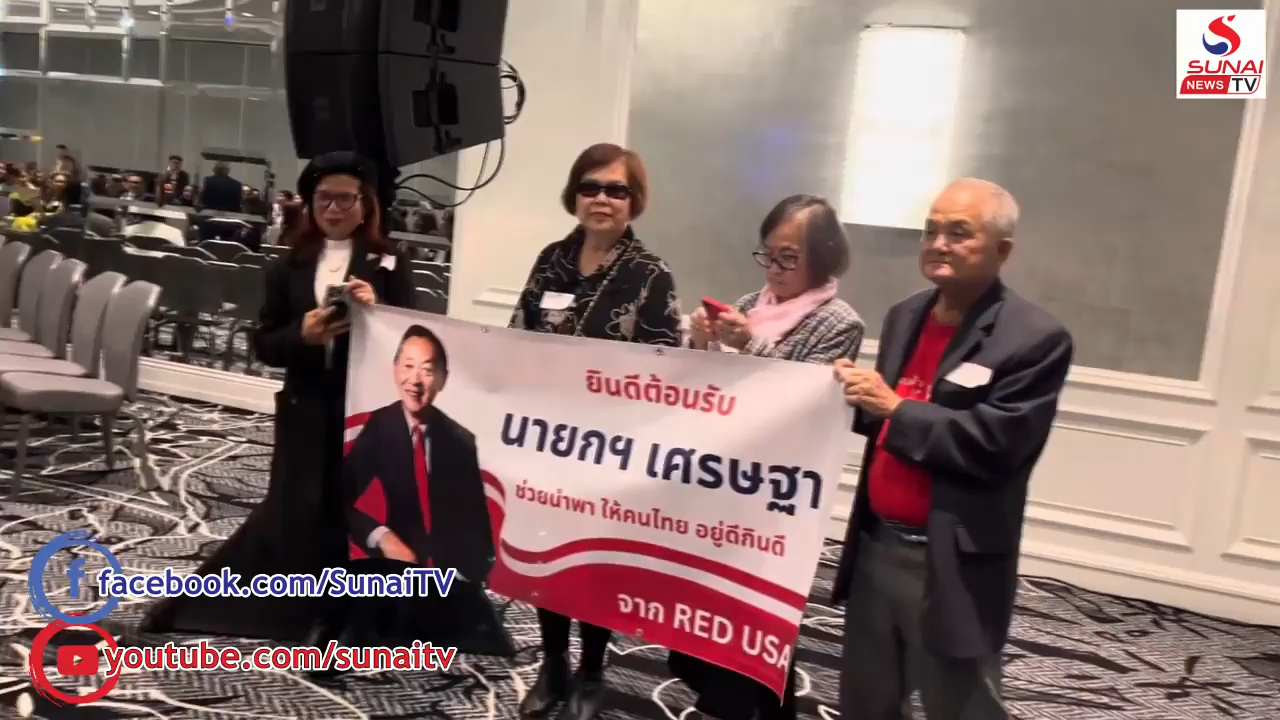 SUNAI
NEWS TV
ยินดีต้อนรับ
นายกฯ เศรษฐา
ช่วยนำพา ให้คนไทย อยู่ดีกินดี
จาก RED USA
facebook.com/SunaiTV
youtube.com/sunaitv